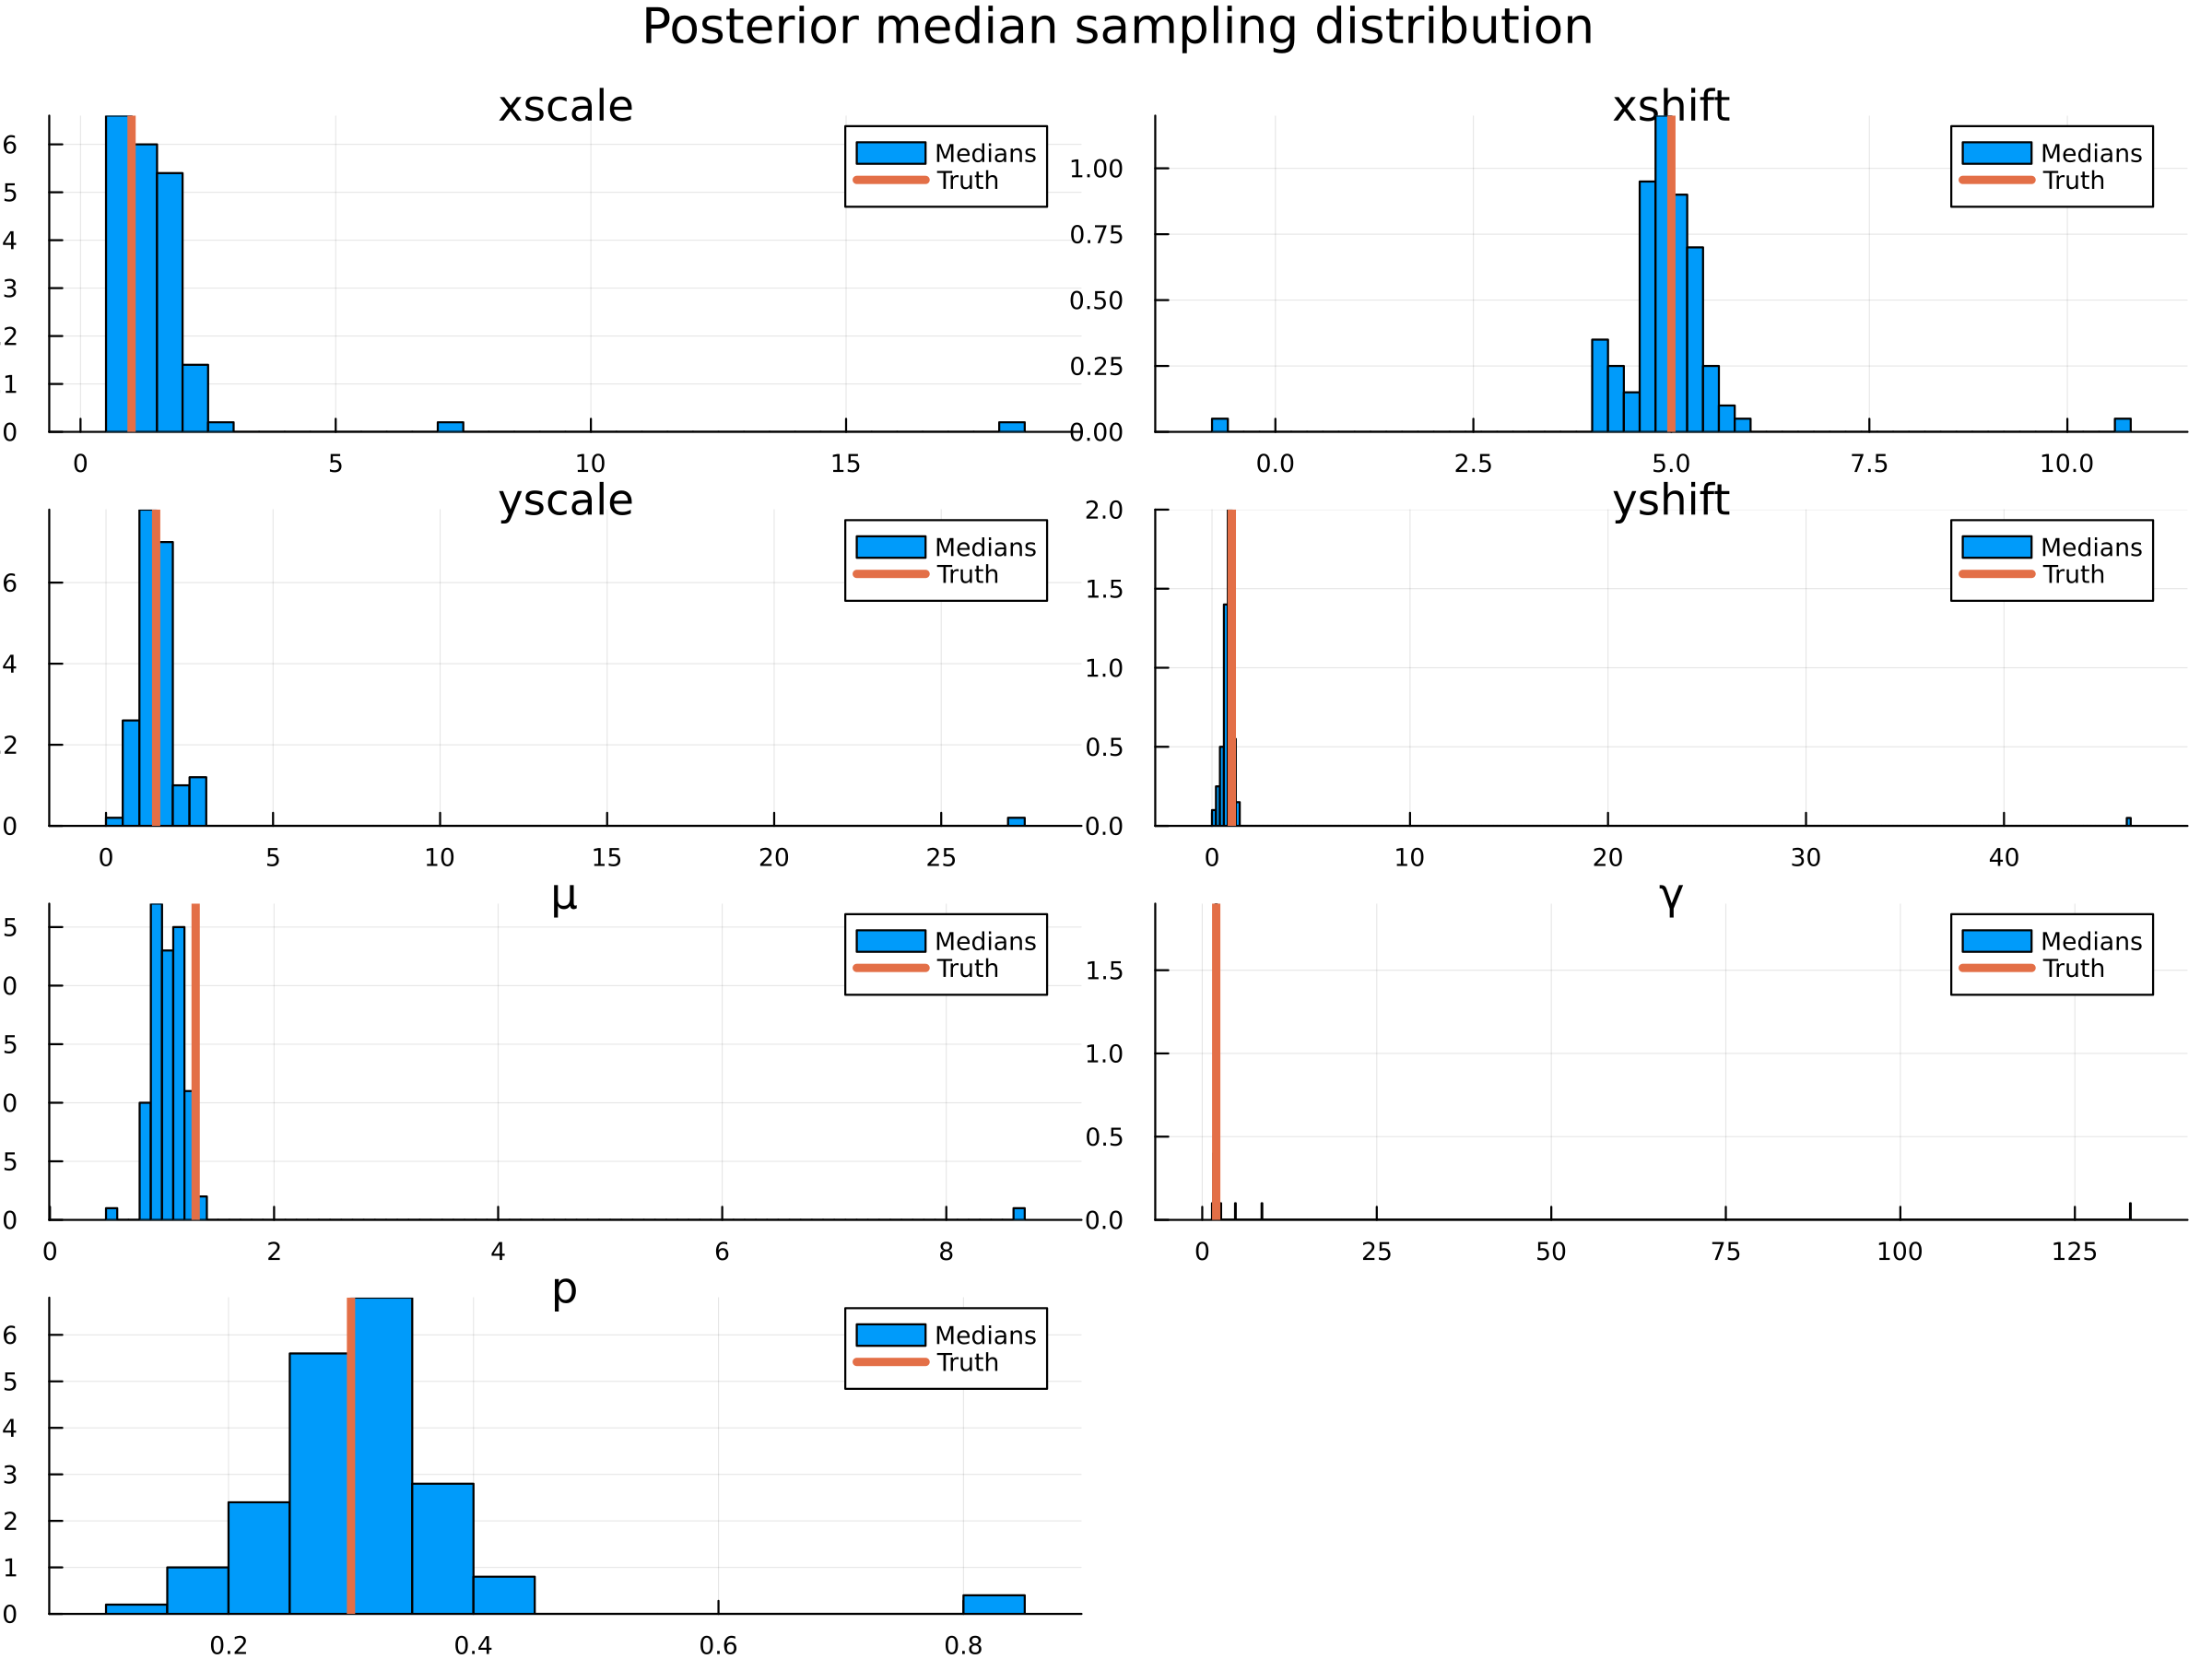 Posterior median sampling distribution
xscale
6
5
4
3
2
1
0
0 5 10 15
Medians
Truth
xshift
1.00
0.75
0.50
0.25
0.00
0.0 2.5 5.0 7.5 10.0
Medians
Truth
yscale
6
4
2
0
0 5 10 15 20 25
Medians
Truth
yshift
2.0
1.5
1.0
0.5
0.0
0 10 20 30 40
Medians
Truth
μ
5
0
5
0
5
0
0 2 4 6 8
Medians
Truth
γ
1.5
1.0
0.5
0.0
0 25 50 75 100 125
Medians
Truth
p
6
5
4
3
2
1
0
0.2 0.4 0.6 0.8
Medians
Truth